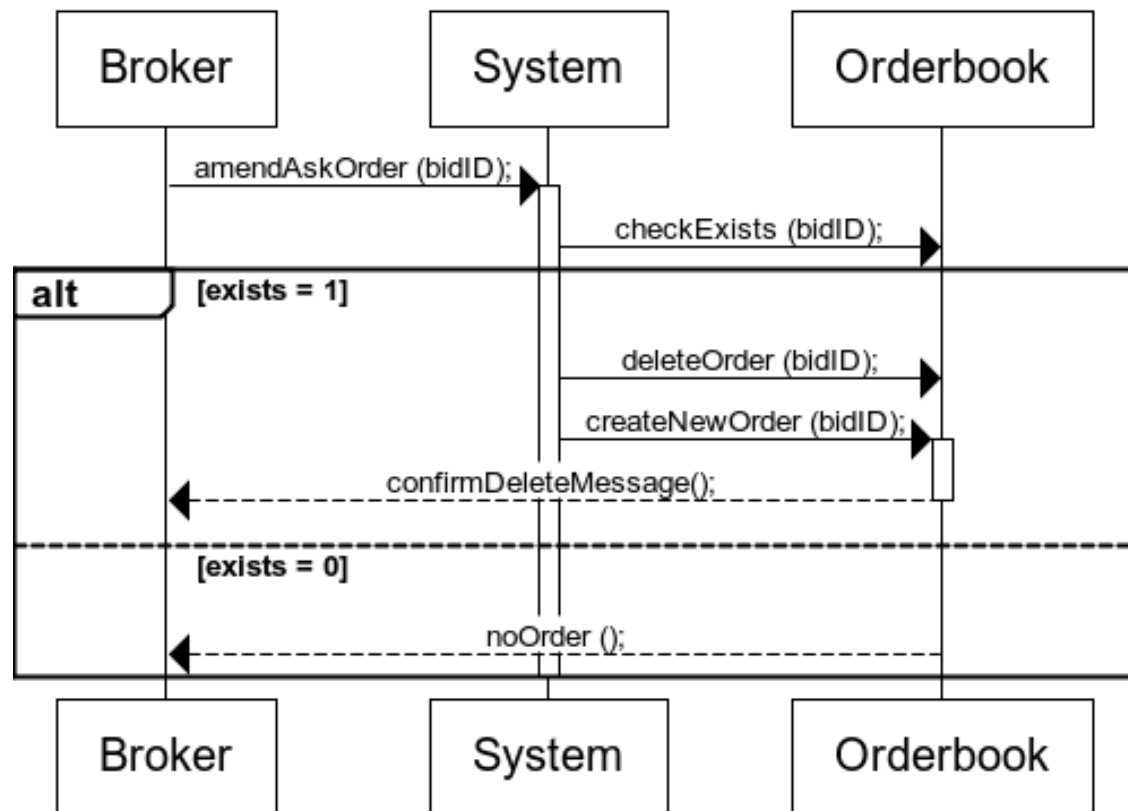 Broker
System
Orderbook
amendAskOrder (bidID);
checkExists (bidID);
alt
[exists = 1]
deleteOrder (bidID);
createNewOrder (bidID);
confirmDeleteMessage();
[exists = 0]
noOrder ();
Broker
System
Orderbook